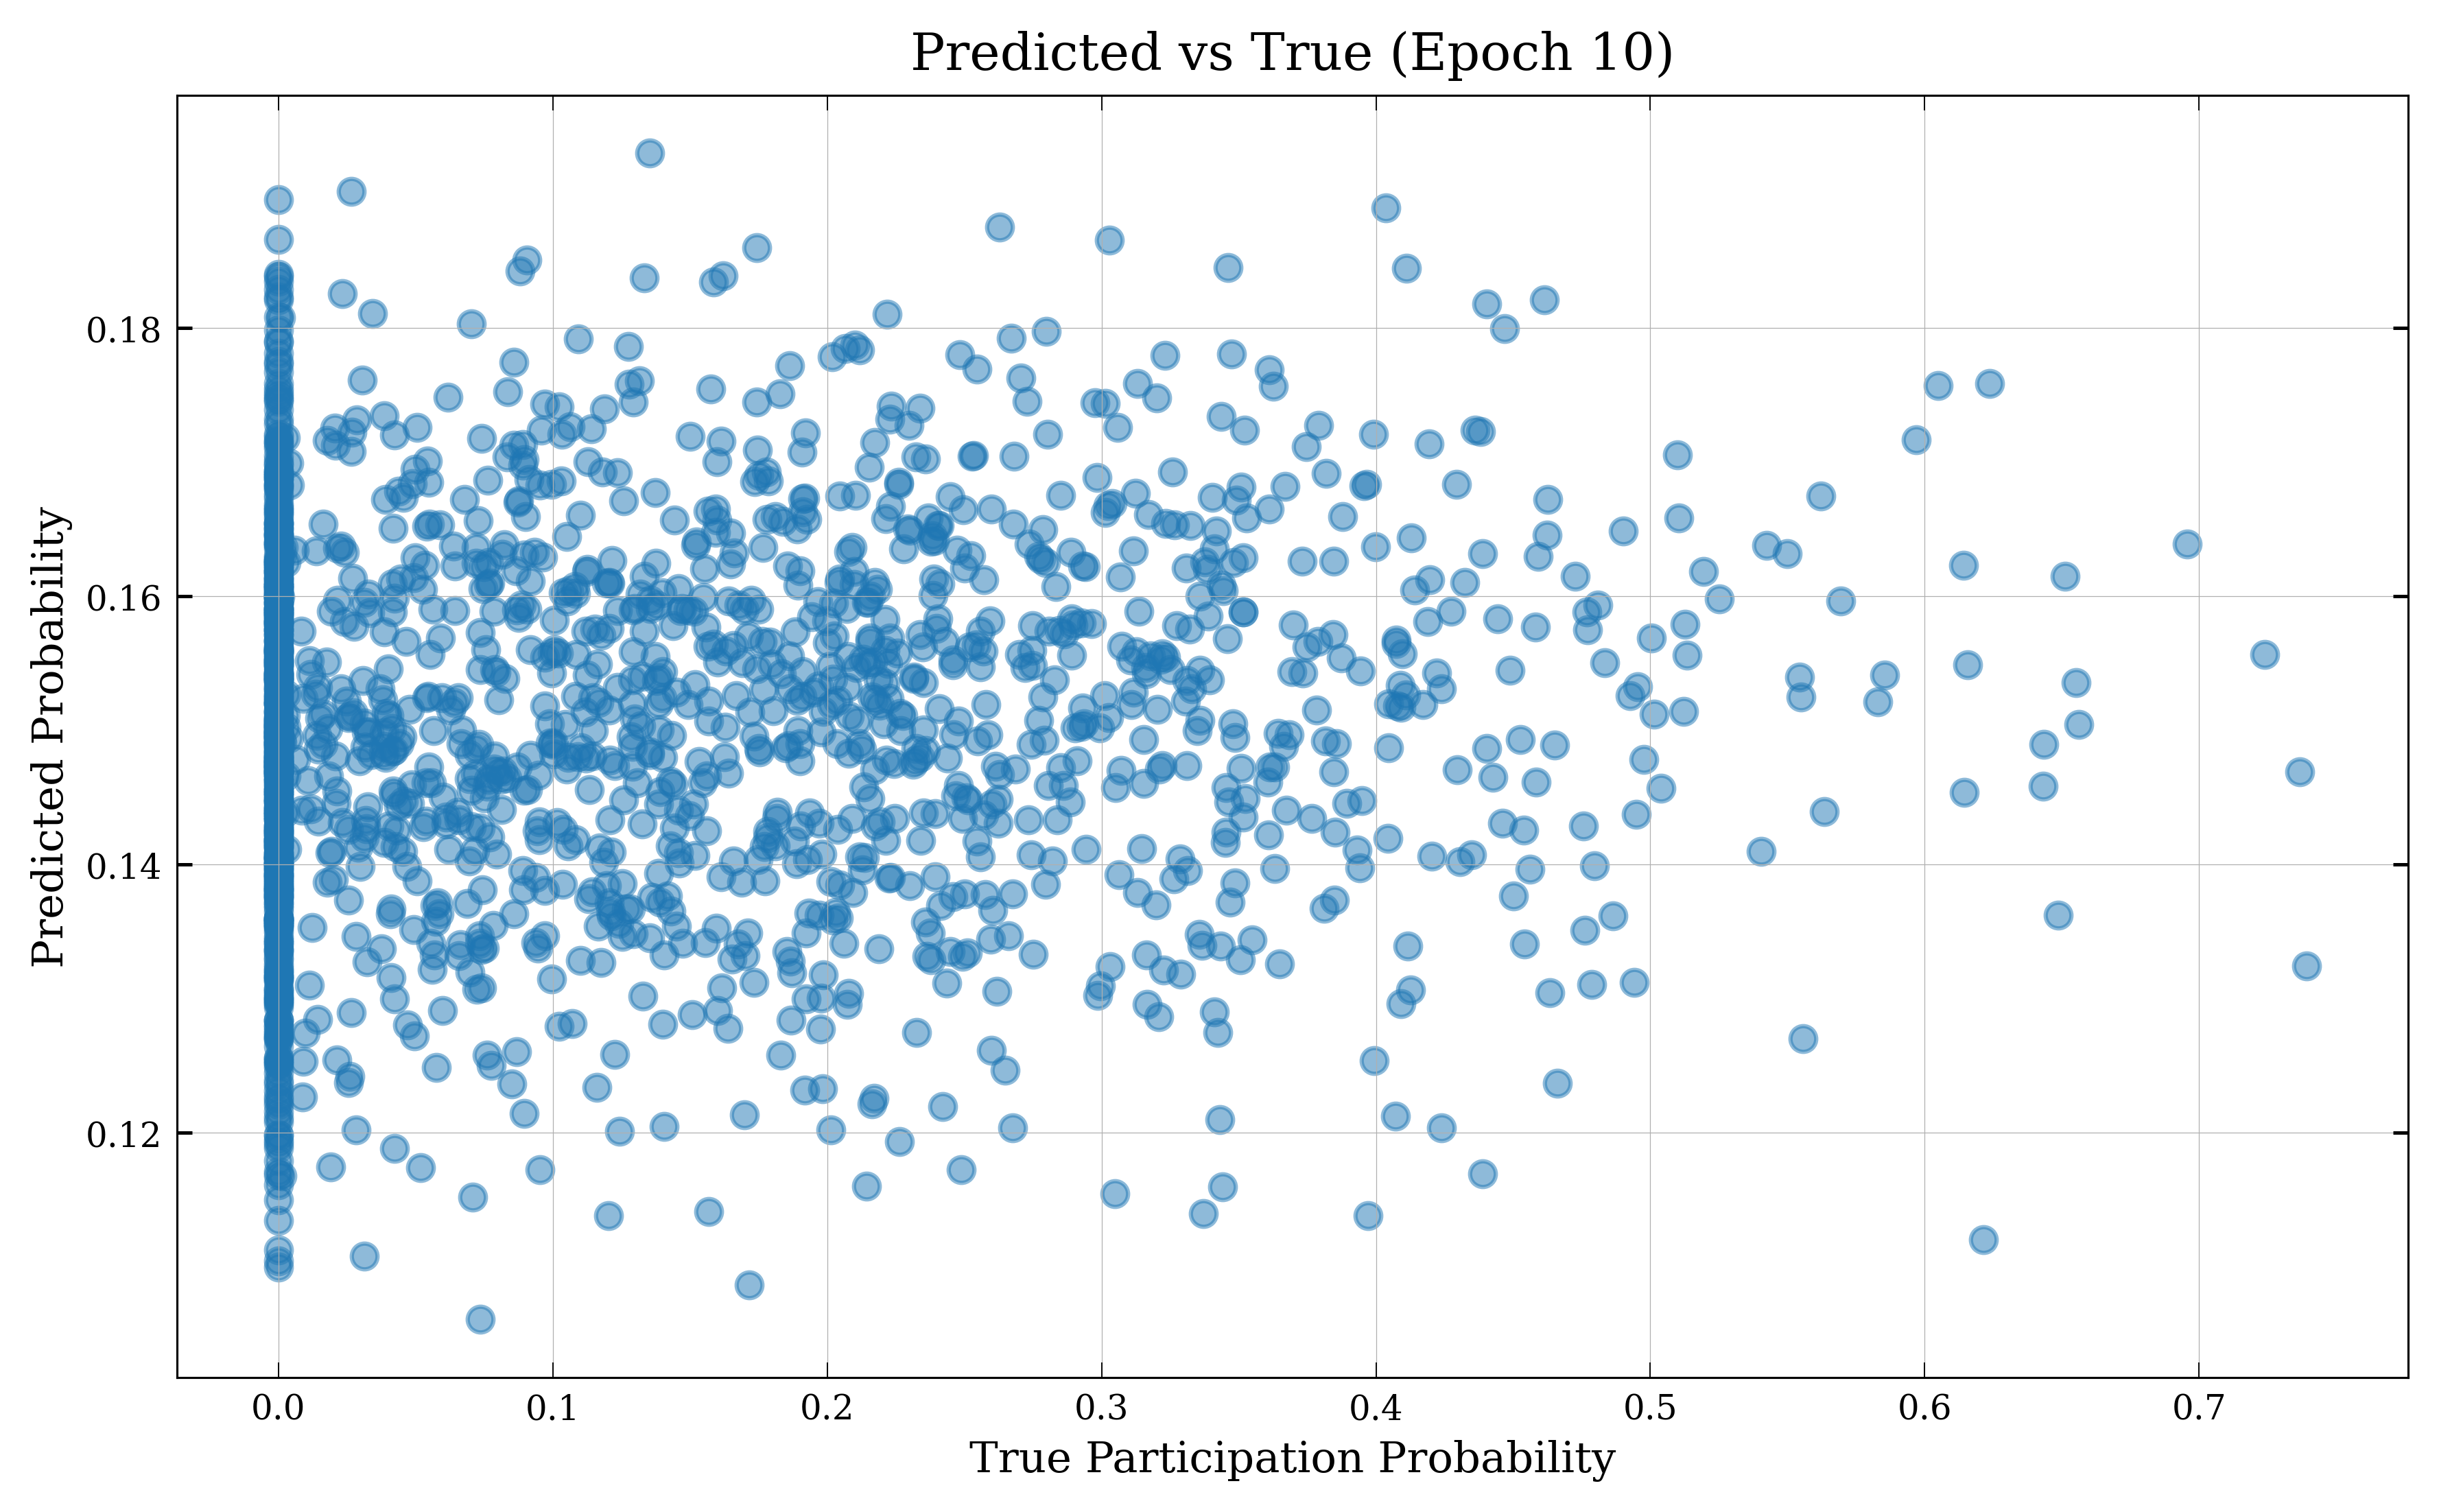 Predicted vs True (Epoch 10)
Predicted Probability
0.18
0.16
0.14
0.12
0.0 0.1 0.2 0.3 0.4 0.5 0.6 0.7
True Participation Probability